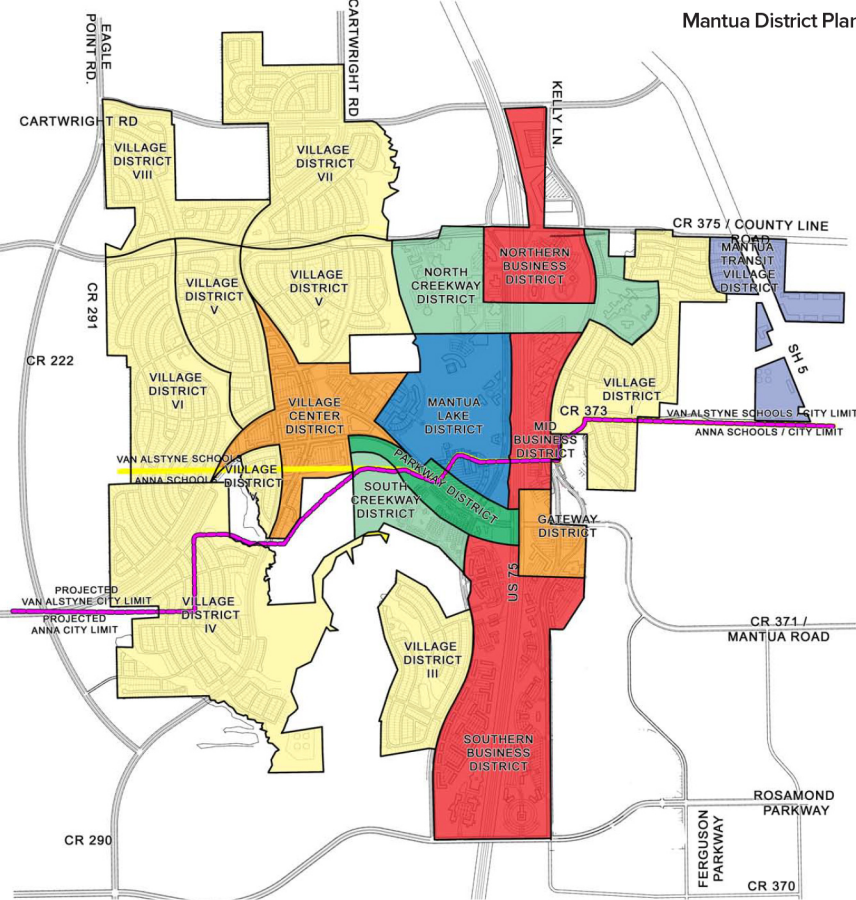 Mantua District Plan
EAGLE
POINT RD.
CARTWRIGHT RD
KELLY LN.
CARTWRIGHT RD
VILLAGE
DISTRICT
VIII
VILLAGE
DISTRICT
VII
CR 375 / COUNTY LINE
ROAD
MANTUA
TRANSIT
VILLAGE
DISTRICT
NORTHERN
BUSINESS
DISTRICT
NORTH
CREEKWAY
DISTRICT
VILLAGE
DISTRICT
V
VILLAGE
DISTRICT
V
CR 291
CR 222
SH 5
VILLAGE
DISTRICT
VI
VILLAGE
DISTRICT
I
VILLAGE
CENTER
DISTRICT
MANTUA
LAKE
DISTRICT
CR 373
VAN ALSTYNE SCHOOLS / CITY LIMIT
ANNA SCHOOLS / CITY LIMIT
MID
BUSINESS
DISTRICT
VAN ALSTYNE SCHOOLS
ANNA SCHOOLS
VILLAGE
DISTRICT
PARKWAY DISTRICT
SOUTH
CREEKWAY
DISTRICT
GATEWAY
DISTRICT
US 75
PROJECTED
VAN ALSTYNE CITY LIMIT
PROJECTED
ANNA CITY LIMIT
VILLAGE
DISTRICT
IV
CR 371 /
MANTUA ROAD
VILLAGE
DISTRICT
III
SOUTHERN
BUSINESS
DISTRICT
ROSAMOND
PARKWAY
FERGUSON
PARKWAY
CR 290
CR 370